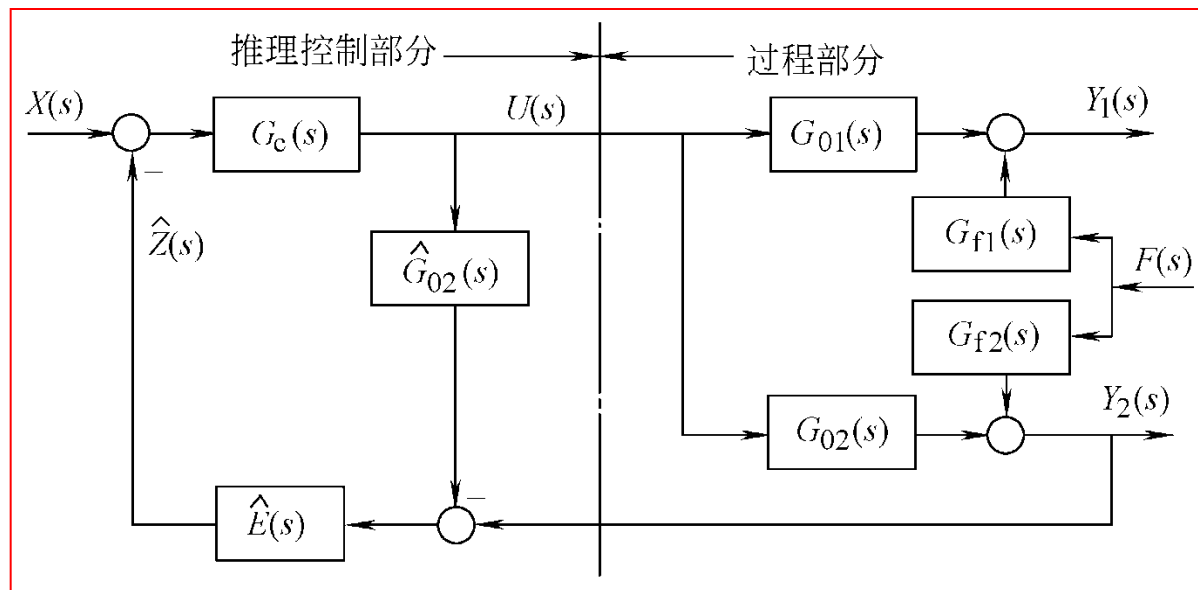 推理控制部分
过程部分
X(s)
G_c(s)
U(s)
G_01(s)
Y_1(s)
−
Ẑ(s)
Ĝ_02(s)
G_f1(s)
F(s)
G_f2(s)
G_02(s)
Y_2(s)
−
Ê(s)